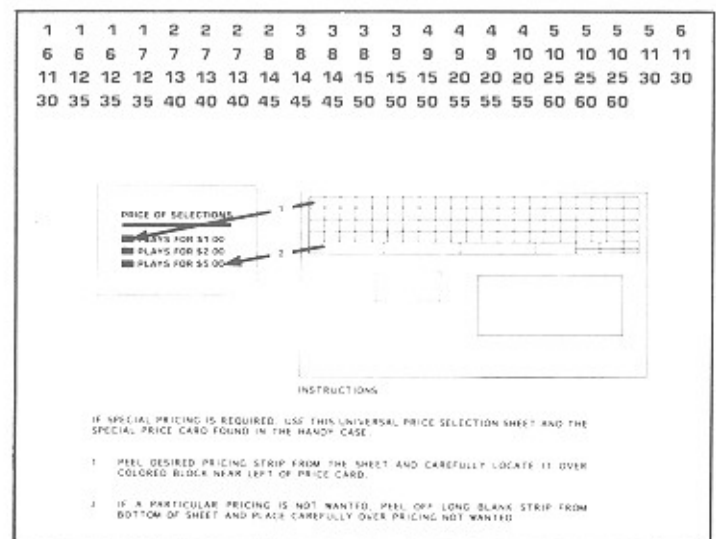 1 1 1 1 2 2 2 2 3 3 3 4 4 4 4 5 5 5 6
6 6 6 7 7 7 7 8 8 8 8 9 9 9 9 10 10 10 10 11 11
11 12 12 12 13 13 13 14 14 14 15 15 15 20 20 20 25 25 25 30 30
30 35 35 35 40 40 40 45 45 45 50 50 50 55 55 55 60 60 60
PRICE OF SELECTIONS
PLAYS FOR $1.00
PLAYS FOR $2.00
PLAYS FOR $5.00
1
2
INSTRUCTIONS
IF SPECIAL PRICING IS REQUIRED, USE THIS UNIVERSAL PRICE SELECTION SHEET AND THE
SPECIAL PRICE CARD FOUND IN THE HANDY CASE.
1 PEEL DESIRED PRICING STRIP FROM THE SHEET AND CAREFULLY LOCATE IT OVER
COLORED BLOCK NEAR LEFT OF PRICE CARD.
2 IF A PARTICULAR PRICING IS NOT WANTED, PEEL OFF LONG BLANK STRIP FROM
BOTTOM OF SHEET AND PLACE CAREFULLY OVER PRICING NOT WANTED